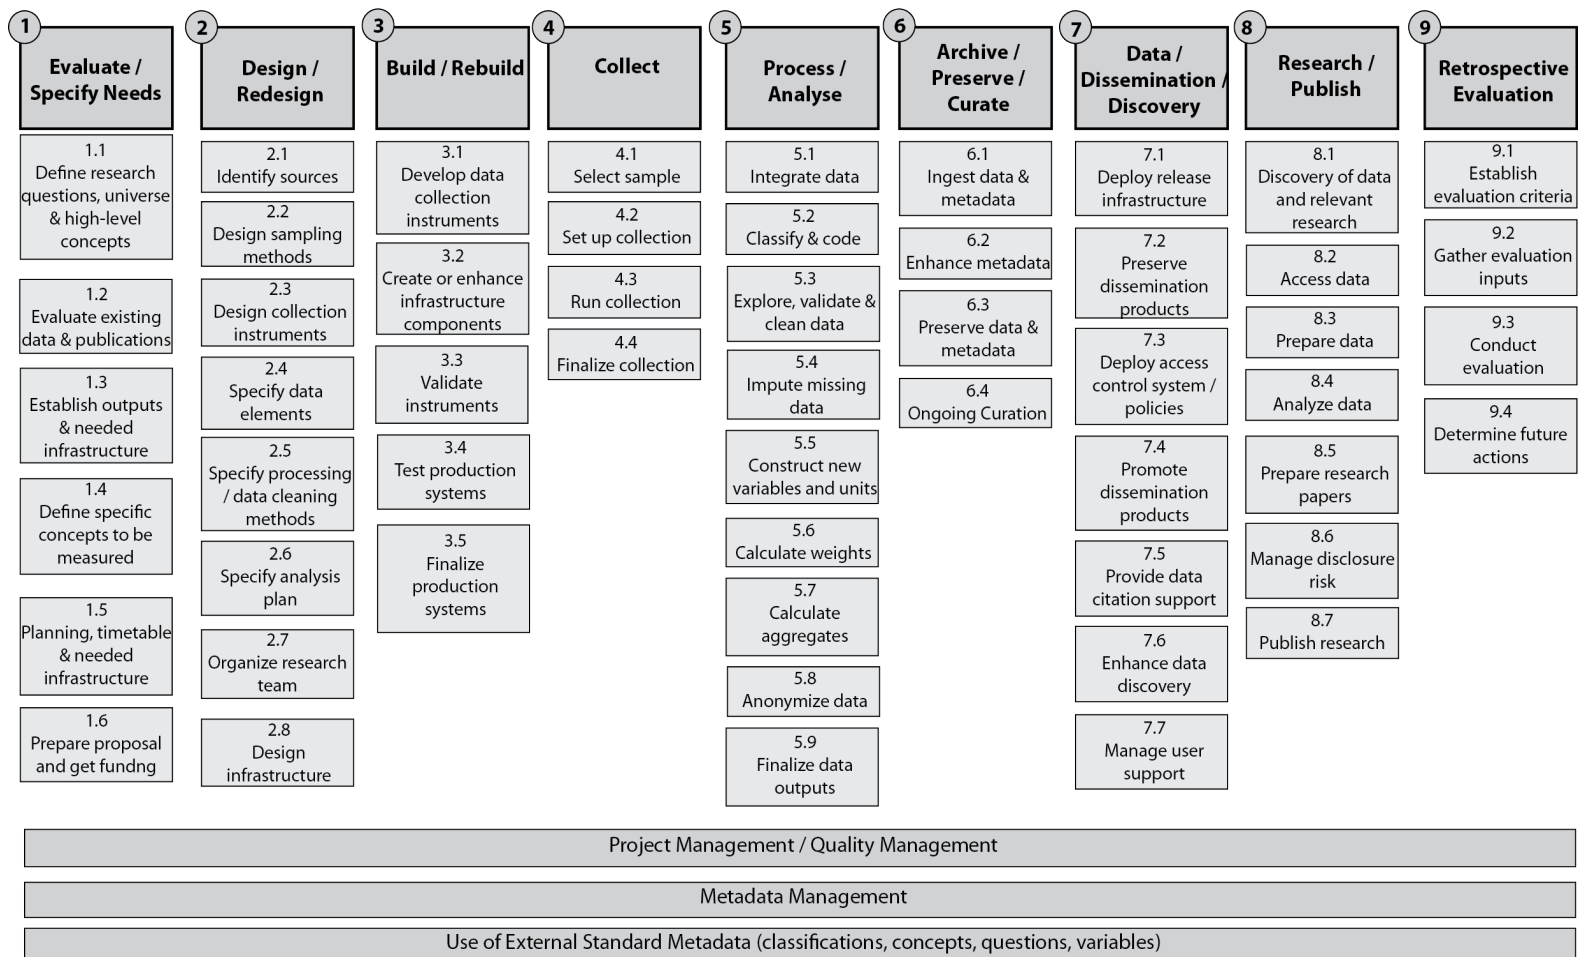 1
Evaluate /
Specify Needs
1.1
Define research
questions, universe
& high-level
concepts
1.2
Evaluate existing
data & publications
1.3
Establish outputs
& needed
infrastructure
1.4
Define specific
concepts to be
measured
1.5
Planning, timetable
& needed
infrastructure
1.6
Prepare proposal
and get fundng
2
Design /
Redesign
2.1
Identify sources
2.2
Design sampling
methods
2.3
Design collection
instruments
2.4
Specify data
elements
2.5
Specify processing
/ data cleaning
methods
2.6
Specify analysis
plan
2.7
Organize research
team
2.8
Design
infrastructure
3
Build / Rebuild
3.1
Develop data
collection
instruments
3.2
Create or enhance
infrastructure
components
3.3
Validate
instruments
3.4
Test production
systems
3.5
Finalize
production
systems
4
Collect
4.1
Select sample
4.2
Set up collection
4.3
Run collection
4.4
Finalize collection
5
Process /
Analyse
5.1
Integrate data
5.2
Classify & code
5.3
Explore, validate &
clean data
5.4
Impute missing
data
5.5
Construct new
variables and units
5.6
Calculate weights
5.7
Calculate
aggregates
5.8
Anonymize data
5.9
Finalize data
outputs
6
Archive /
Preserve /
Curate
6.1
Ingest data &
metadata
6.2
Enhance metadata
6.3
Preserve data &
metadata
6.4
Ongoing Curation
7
Data /
Dissemination /
Discovery
7.1
Deploy release
infrastructure
7.2
Preserve
dissemination
products
7.3
Deploy access
control system /
policies
7.4
Promote
dissemination
products
7.5
Provide data
citation support
7.6
Enhance data
discovery
7.7
Manage user
support
8
Research /
Publish
8.1
Discovery of data
and relevant
research
8.2
Access data
8.3
Prepare data
8.4
Analyze data
8.5
Prepare research
papers
8.6
Manage disclosure
risk
8.7
Publish research
9
Retrospective
Evaluation
9.1
Establish
evaluation criteria
9.2
Gather evaluation
inputs
9.3
Conduct
evaluation
9.4
Determine future
actions
Project Management / Quality Management
Metadata Management
Use of External Standard Metadata (classifications, concepts, questions, variables)